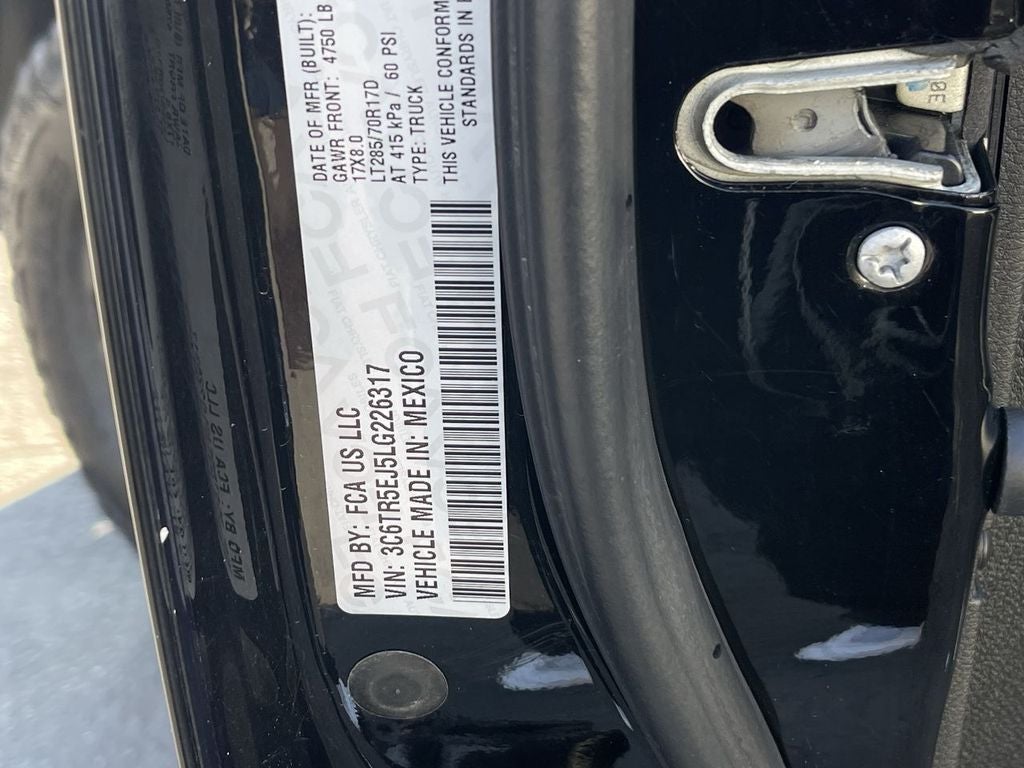 MFD BY: FCA US LLC
DATE OF MFR (BUILT):
VIN: 3C6TR5EJ5LG226317
GAWR FRONT: 4750 LB
VEHICLE MADE IN: MEXICO
17X8.0
LT285/70R17D
AT 415 kPa / 60 PSI
TYPE: TRUCK
THIS VEHICLE CONFORM
STANDARDS IN
30E